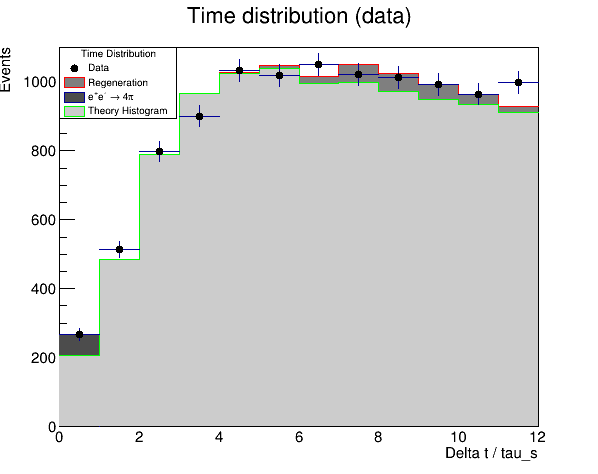 Time distribution (data)
Events
Time Distribution
Data
Regeneration
e⁺e⁻ → 4π
Theory Histogram
1000
800
600
400
200
0
0 2 4 6 8 10 12
Delta t / tau_s